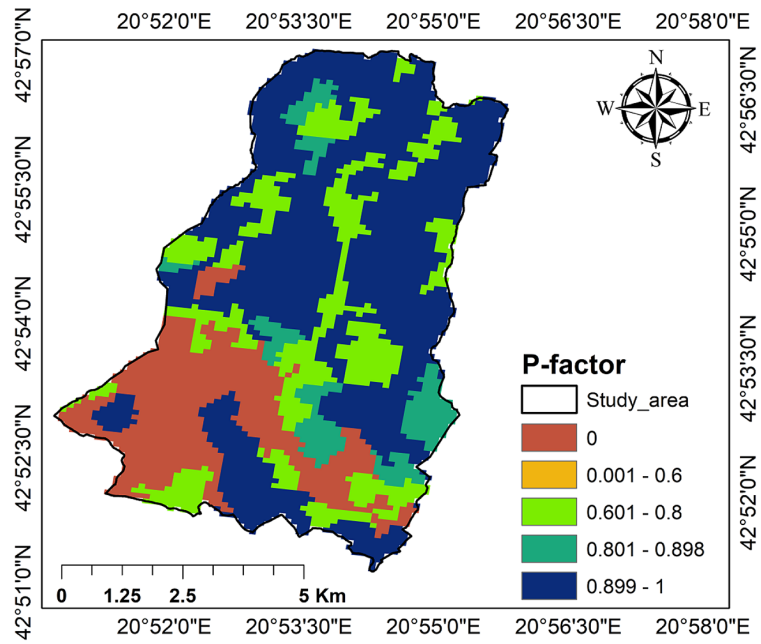 20°52'0"E 20°53'30"E 20°55'0"E 20°56'30"E 20°58'0"E
42°57'0"N
42°55'30"N
42°54'0"N
42°52'30"N
42°51'0"N
42°56'30"N
42°55'0"N
42°53'30"N
42°52'0"N
N
W E
S
P-factor
Study_area
0
0.001 - 0.6
0.601 - 0.8
0.801 - 0.898
0.899 - 1
0 1.25 2.5 5 Km
20°52'0"E 20°53'30"E 20°55'0"E 20°56'30"E 20°58'0"E